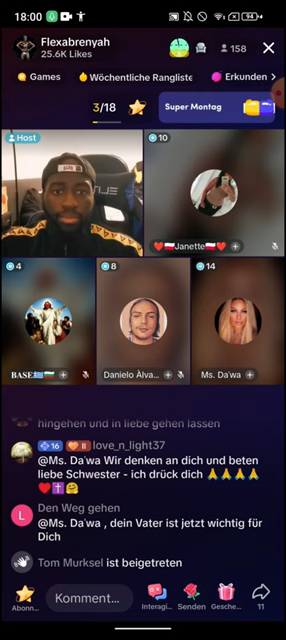 18:00
94
Flexabrenyah
25.6K Likes
158
Games
Wöchentliche Rangliste
Erkunden
3/18
Super Montag
Host
10
❤️🇵🇱Janette🇵🇱❤️
4
8
14
BASE🇬🇷
Danielo Àlva...
Ms. Da'wa
hingehen und in liebe gehen lassen
16 II love_n_light37
@Ms. Da'wa Wir denken an dich und beten
liebe Schwester - ich drück dich 🙏🙏🙏🙏
❤️✝️🤗
L Den Weg gehen
@Ms. Da'wa , dein Vater ist jetzt wichtig für
Dich
Tom Murksel ist beigetreten
Komment...
Abonn...
Interagi...
Senden
Gesche...
11